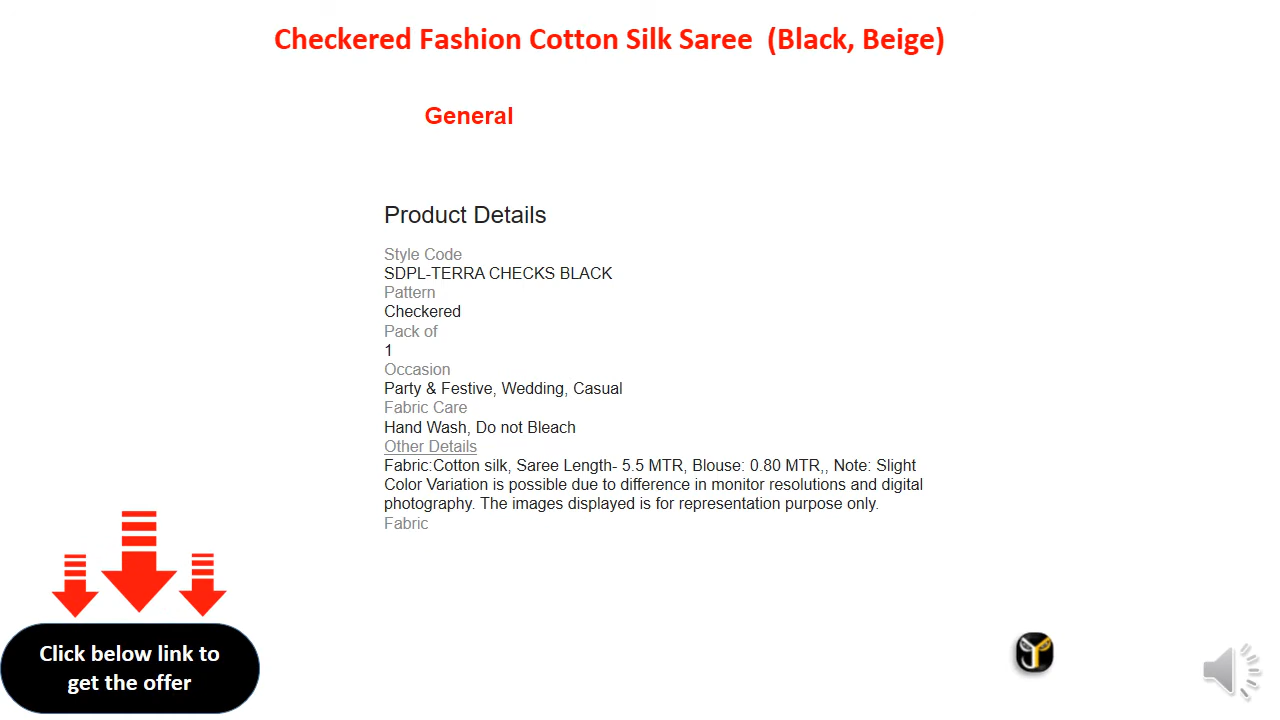 Checkered Fashion Cotton Silk Saree  (Black, Beige)
General
Product Details
Style Code
SDPL-TERRA CHECKS BLACK
Pattern
Checkered
Pack of
1
Occasion
Party & Festive, Wedding, Casual
Fabric Care
Hand Wash, Do not Bleach
Other Details
Fabric:Cotton silk, Saree Length- 5.5 MTR, Blouse: 0.80 MTR,, Note: Slight
Color Variation is possible due to difference in monitor resolutions and digital
photography. The images displayed is for representation purpose only.
Fabric
Click below link to
get the offer